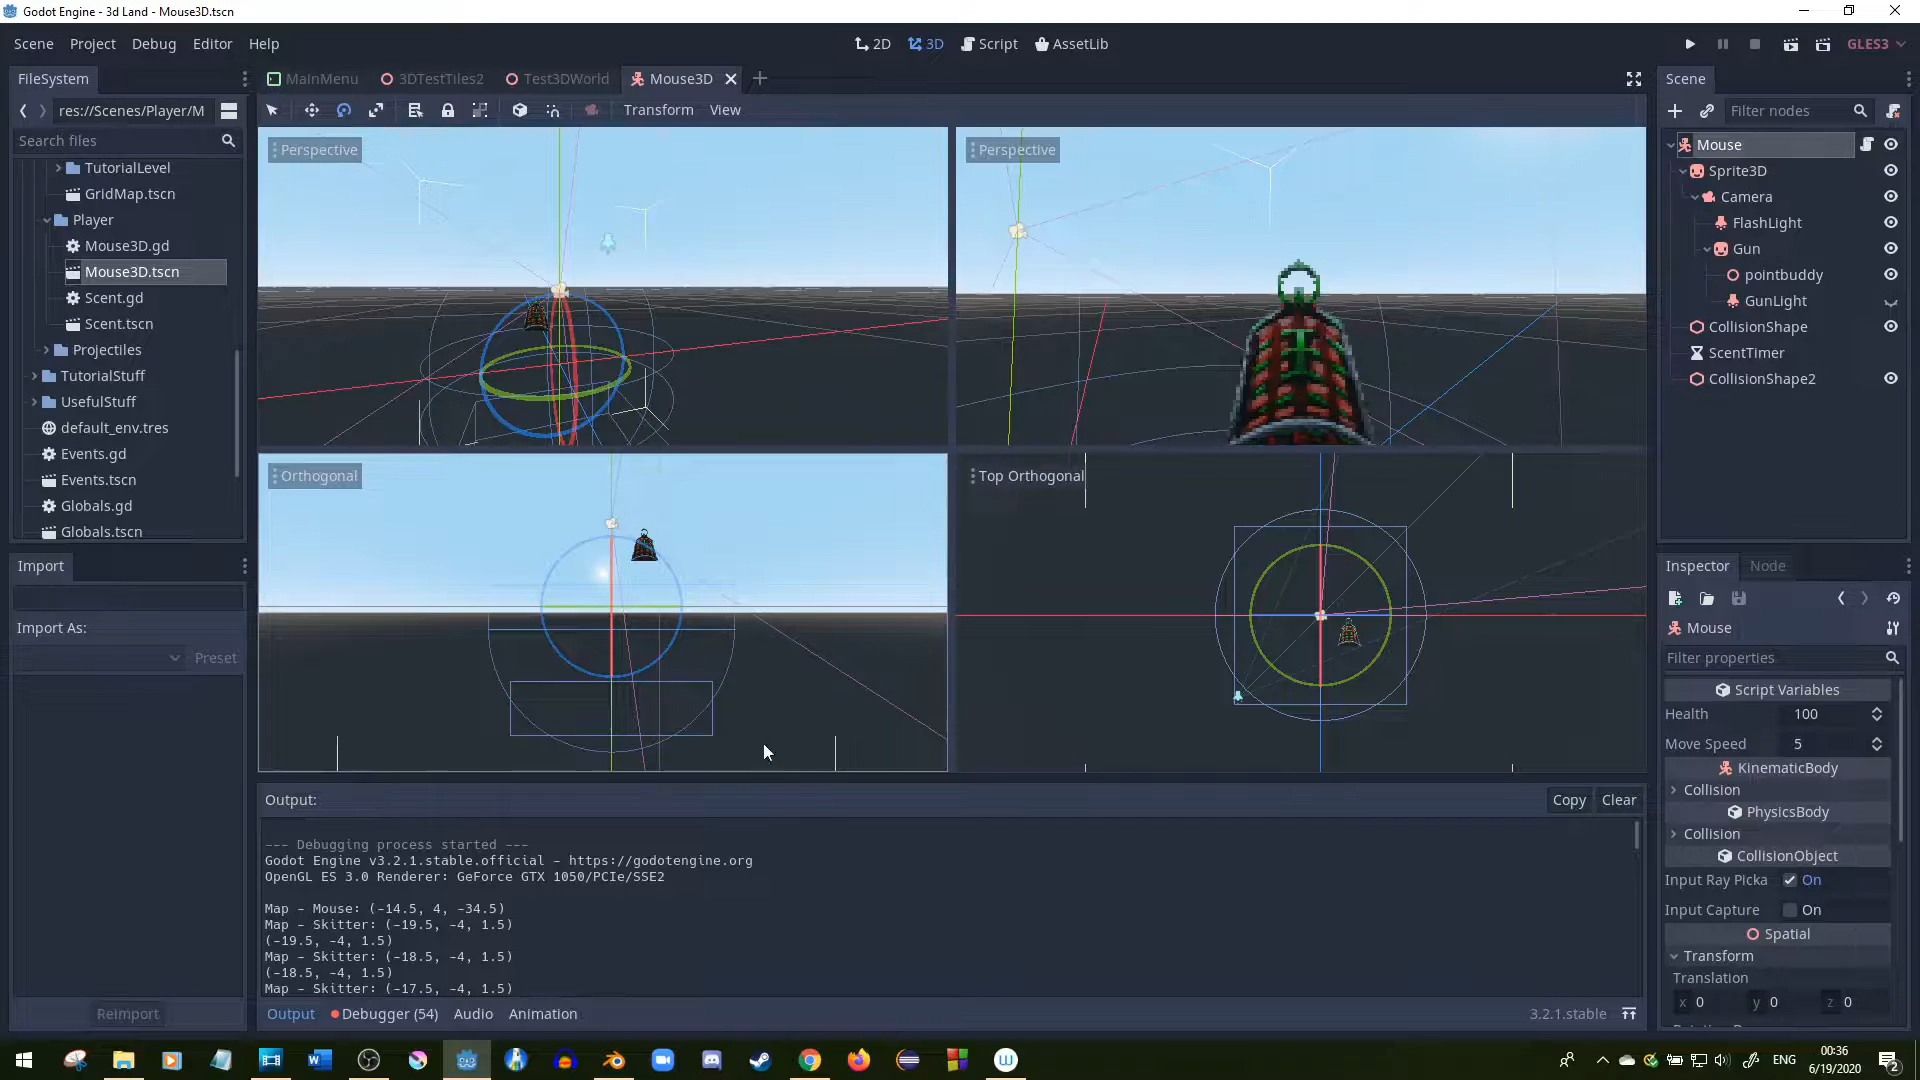 Godot Engine - 3d Land - Mouse3D.tscn
Scene Project Debug Editor Help
2D 3D Script AssetLib
GLES3
FileSystem
MainMenu 3DTestTiles2 Test3DWorld Mouse3D
Scene
res://Scenes/Player/M
Transform View
Filter nodes
Search files
TutorialLevel
GridMap.tscn
Player
Mouse3D.gd
Mouse3D.tscn
Scent.gd
Scent.tscn
Projectiles
TutorialStuff
UsefulStuff
default_env.tres
Events.gd
Events.tscn
Globals.gd
Globals.tscn
Perspective
Perspective
Orthogonal
Top Orthogonal
Mouse
Sprite3D
Camera
FlashLight
Gun
pointbuddy
GunLight
CollisionShape
ScentTimer
CollisionShape2
Import
Import As:
Preset
Reimport
Inspector Node
Mouse
Filter properties
Script Variables
Health 100
Move Speed 5
KinematicBody
Collision
PhysicsBody
Collision
CollisionObject
Input Ray Picka On
Input Capture On
Spatial
Transform
Translation
x 0 y 0 z 0
Output:
Copy Clear
--- Debugging process started ---
Godot Engine v3.2.1.stable.official - https://godotengine.org
OpenGL ES 3.0 Renderer: GeForce GTX 1050/PCIe/SSE2
Map - Mouse: (-14.5, 4, -34.5)
Map - Skitter: (-19.5, -4, 1.5)
(-19.5, -4, 1.5)
Map - Skitter: (-18.5, -4, 1.5)
(-18.5, -4, 1.5)
Map - Skitter: (-17.5, -4, 1.5)
Output Debugger (54) Audio Animation
3.2.1.stable
ENG
00:36
6/19/2020
2